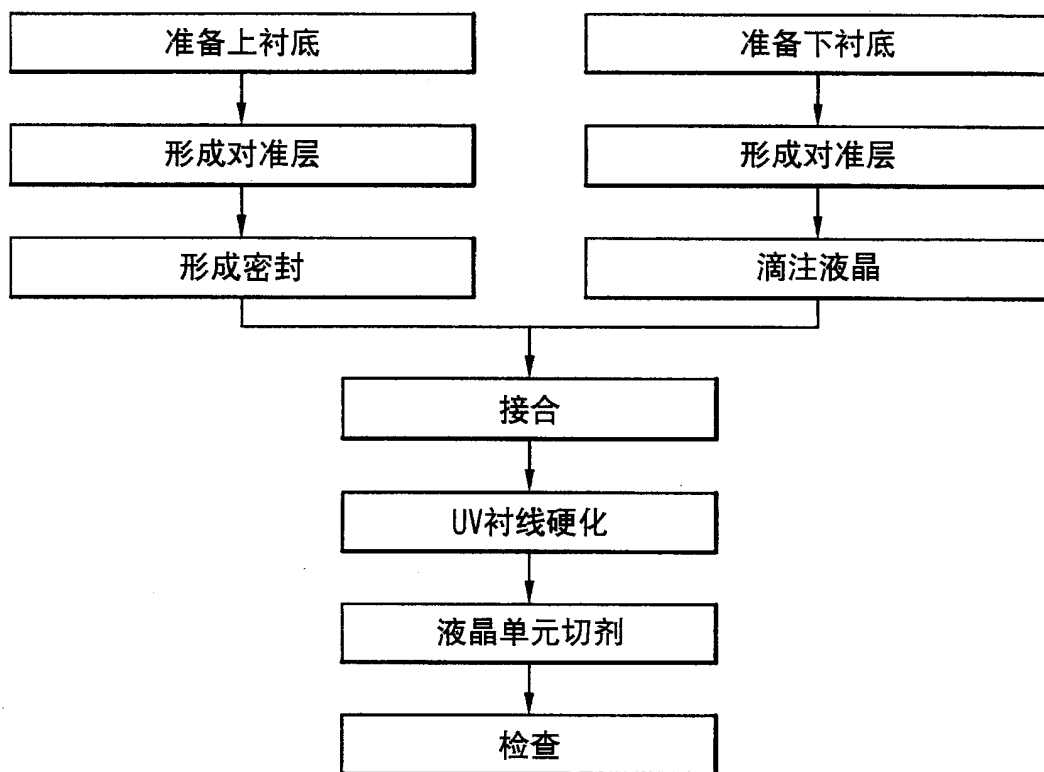 准备上衬底
准备下衬底
形成对准层
形成对准层
形成密封
滴注液晶
接合
UV衬线硬化
液晶单元切剂
检查